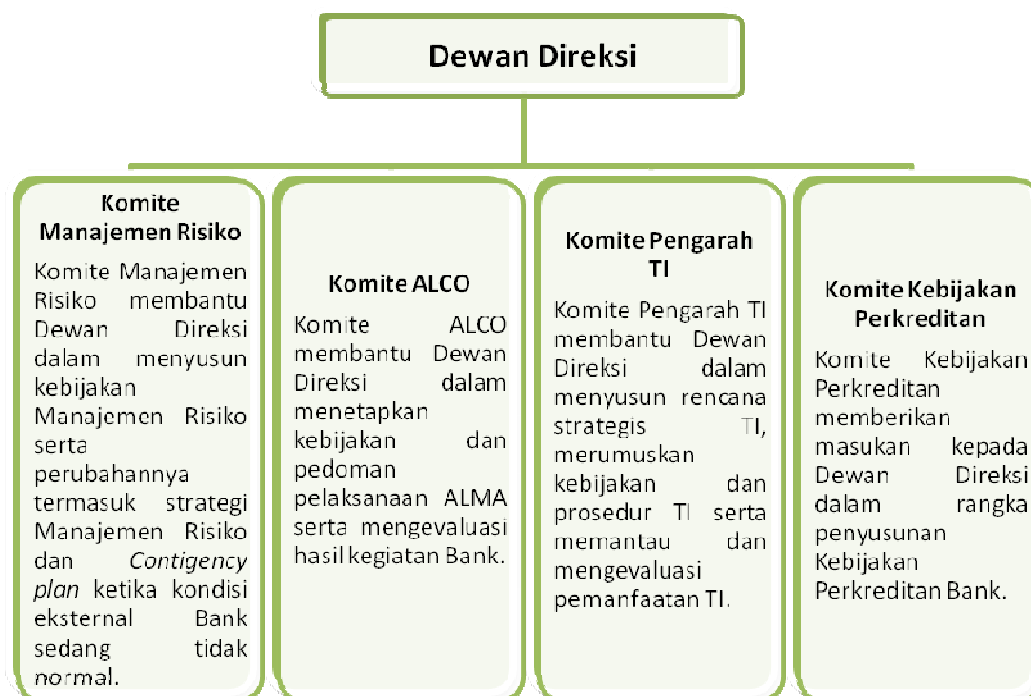 Dewan Direksi
Komite
Manajemen Risiko
Komite Manajemen
Risiko membantu
Dewan Direksi
dalam menyusun
kebijakan
Manajemen Risiko
serta
perubahannya
termasuk strategi
Manajemen Risiko
dan Contigency
plan ketika kondisi
eksternal Bank
sedang tidak
normal.
Komite ALCO
Komite ALCO
membantu Dewan
Direksi dalam
menetapkan
kebijakan dan
pedoman
pelaksanaan ALMA
serta mengevaluasi
hasil kegiatan Bank.
Komite Pengarah
TI
Komite Pengarah TI
membantu Dewan
Direksi dalam
menyusun rencana
strategis TI,
merumuskan
kebijakan dan
prosedur TI serta
memantau dan
mengevaluasi
pemanfaatan TI.
Komite Kebijakan
Perkreditan
Komite Kebijakan
Perkreditan
memberikan
masukan kepada
Dewan Direksi
dalam rangka
penyusunan
Kebijakan
Perkreditan Bank.